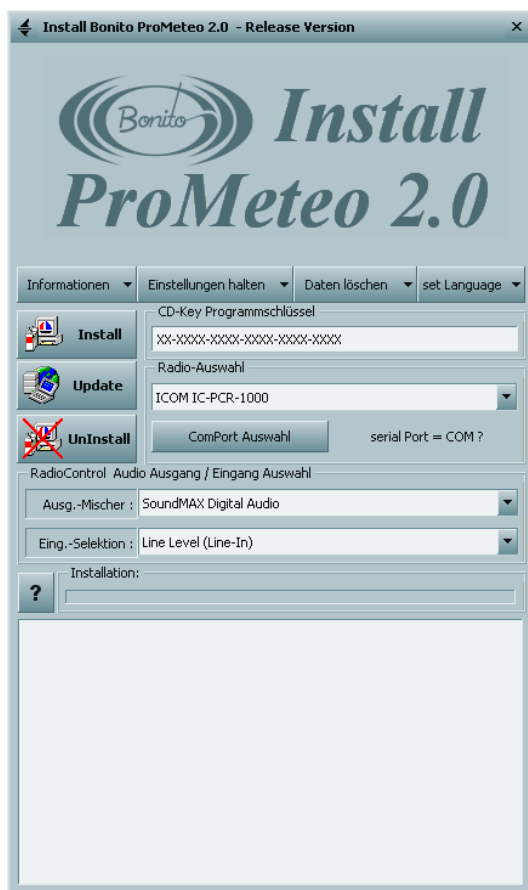 Install Bonito ProMeteo 2.0 - Release Version
Bonito
Install
ProMeteo 2.0
Informationen
Einstellungen halten
Daten löschen
set Language
Install
CD-Key Programmschlüssel
XX-XXXX-XXXX-XXXX-XXXX-XXXX
Update
Radio-Auswahl
ICOM IC-PCR-1000
UnInstall
ComPort Auswahl
serial Port = COM ?
RadioControl Audio Ausgang / Eingang Auswahl
Ausg.-Mischer : SoundMAX Digital Audio
Eing.-Selektion : Line Level (Line-In)
?
Installation: